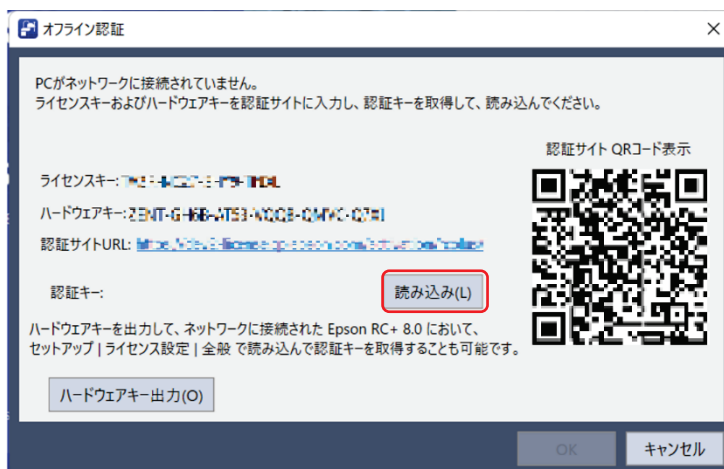 オフライン認証
PCがネットワークに接続されていません。
ライセンスキーおよびハードウェアキーを認証サイトに入力し、認証キーを取得して、読み込んでください。
認証サイト QRコード表示
ライセンスキー:
ハードウェアキー:
認証サイトURL:
認証キー:
読み込み(L)
ハードウェアキーを出力して、ネットワークに接続された Epson RC+ 8.0 において、
セットアップ | ライセンス設定 | 全般 で読み込んで認証キーを取得することも可能です。
ハードウェアキー出力(O)
OK
キャンセル